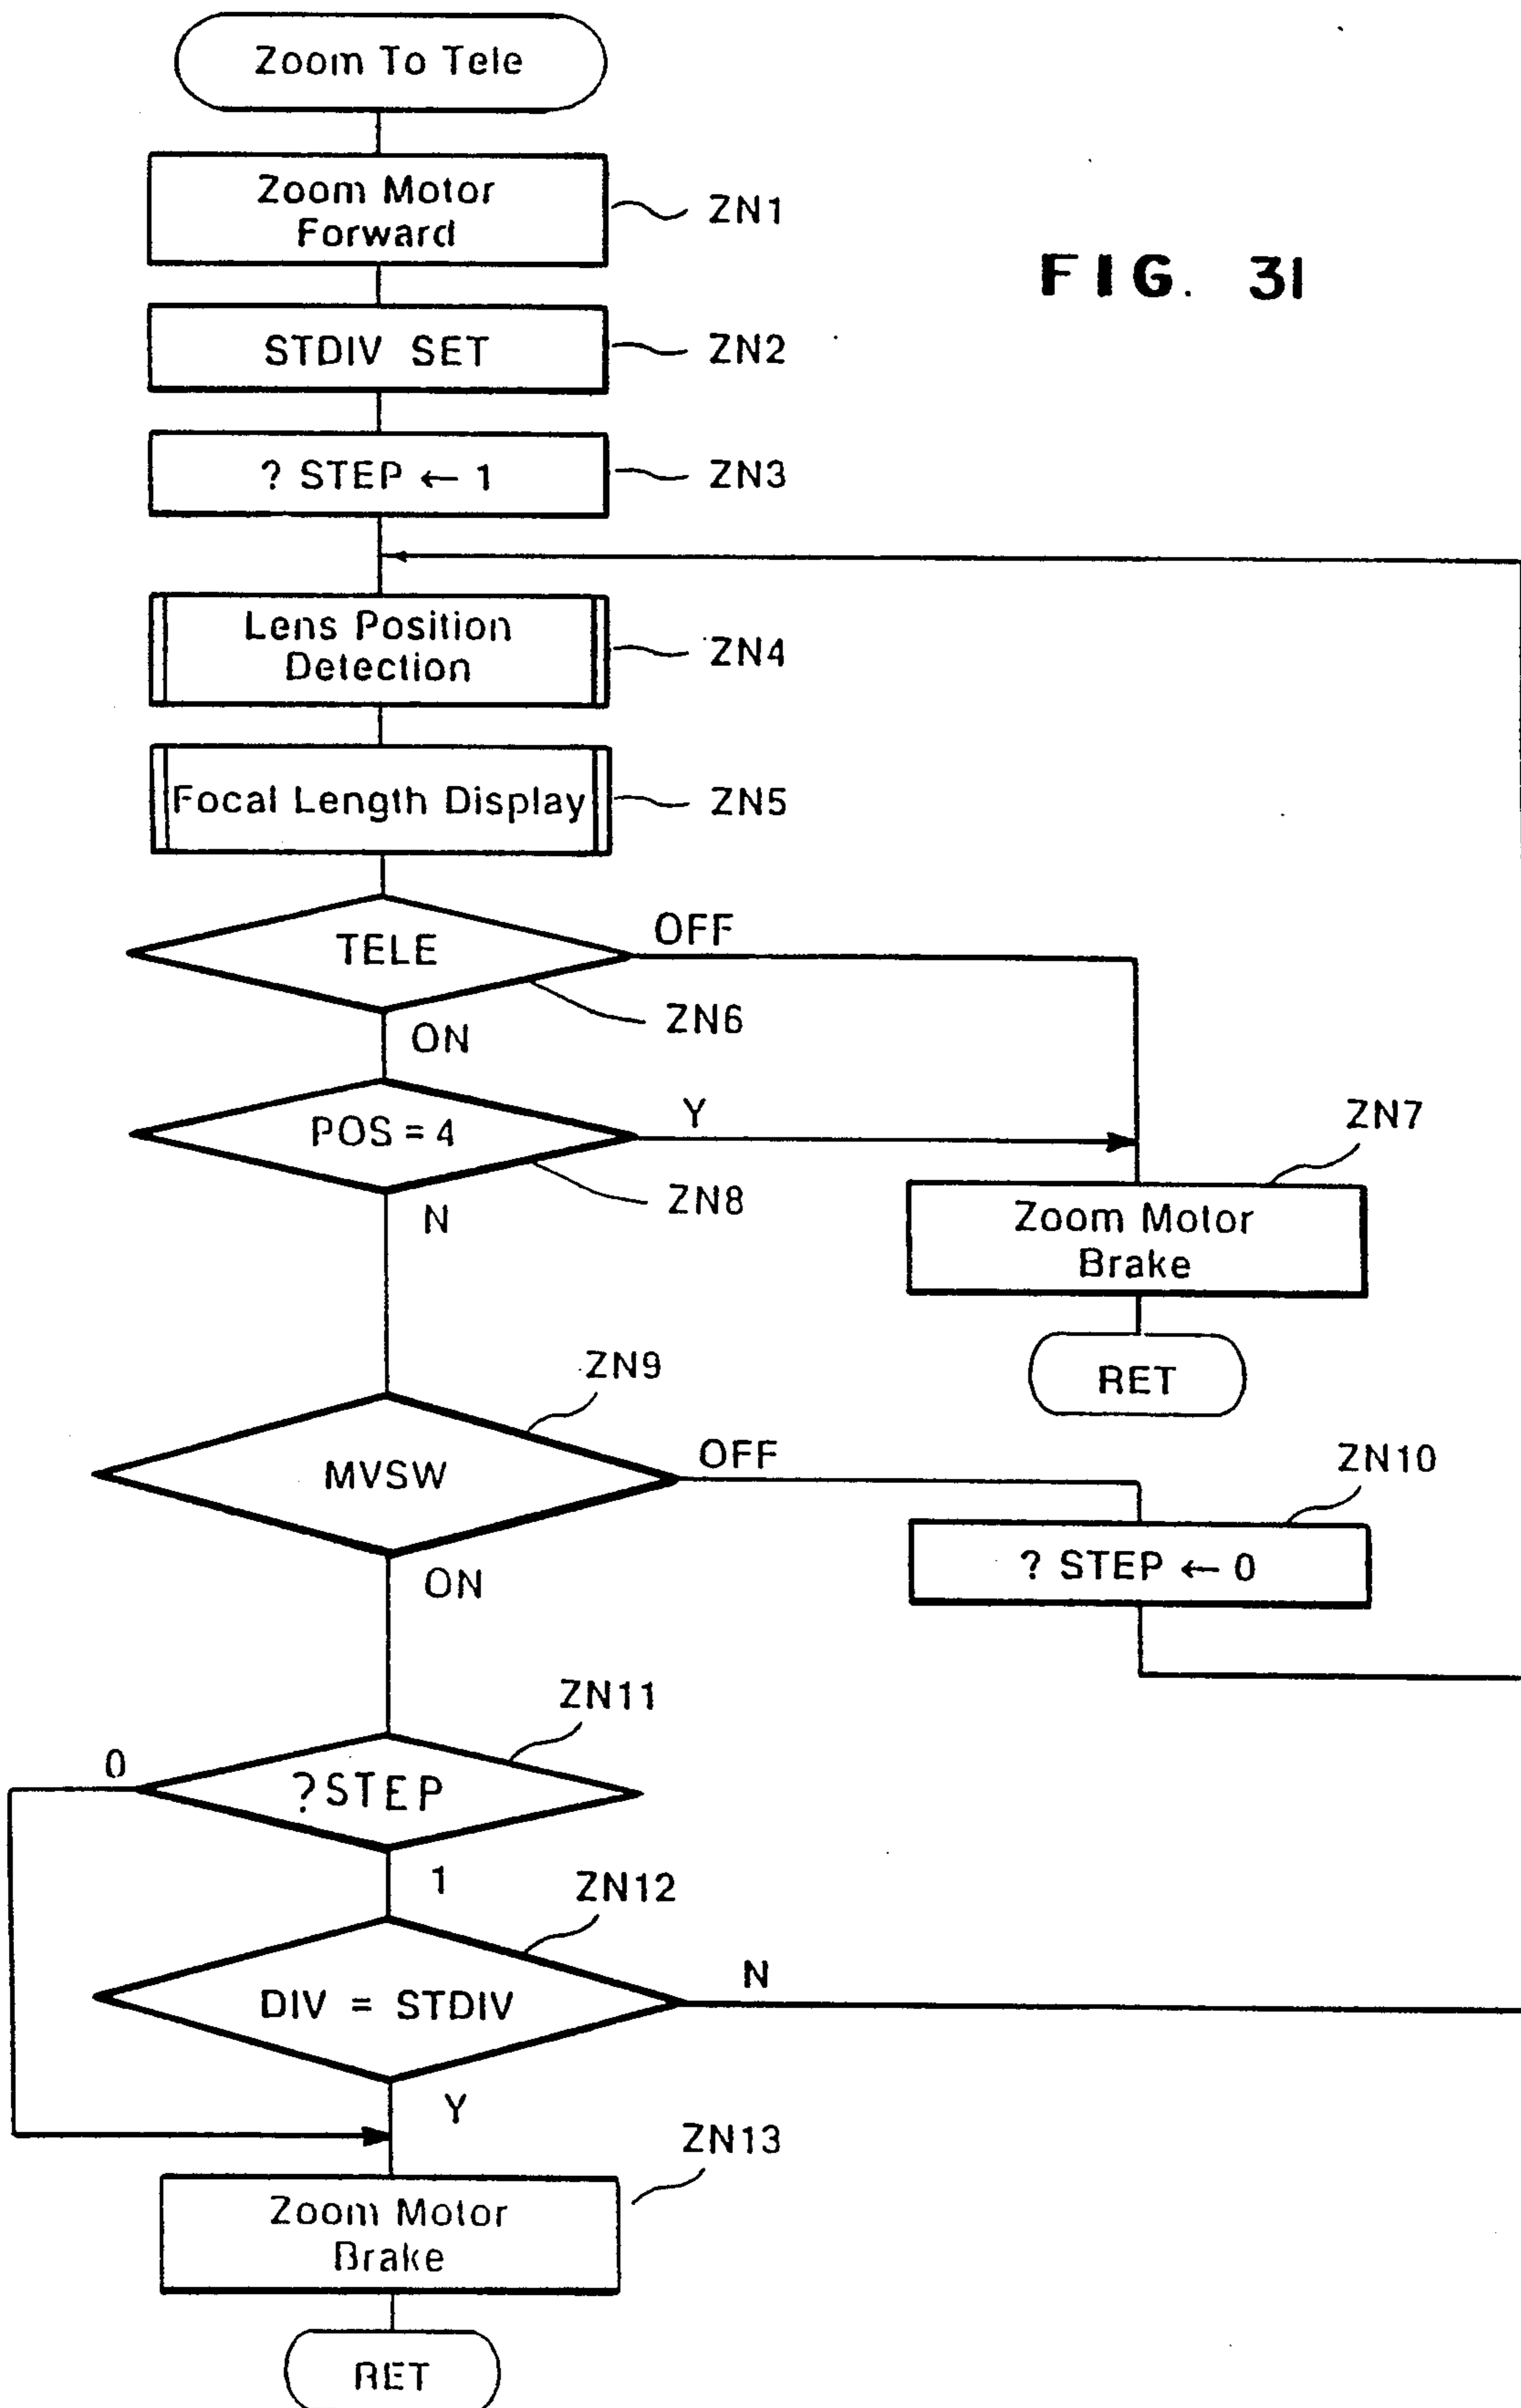 Zoom To Tele
Zoom Motor
Forward
ZN1
FIG. 31
STDIV SET
ZN2
? STEP ← 1
ZN3
Lens Position
Detection
ZN4
Focal Length Display
ZN5
TELE
OFF
ZN6
ON
POS = 4
Y
ZN8
N
ZN7
Zoom Motor
Brake
RET
ZN9
MVSW
OFF
ON
ZN10
? STEP ← 0
ZN11
0
? STEP
1
ZN12
DIV = STDIV
N
Y
ZN13
Zoom Motor
Brake
RET